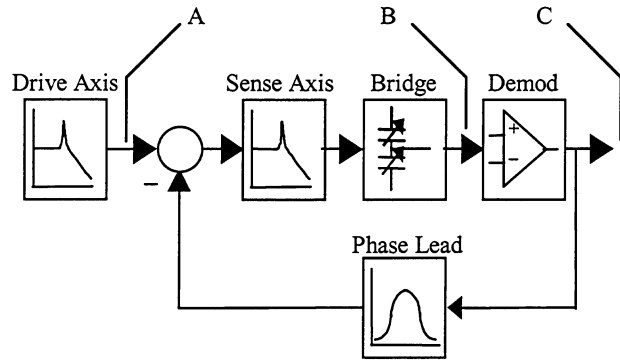 A
B
C
Drive Axis
Sense Axis
Bridge
Demod
+
−
−
Phase Lead